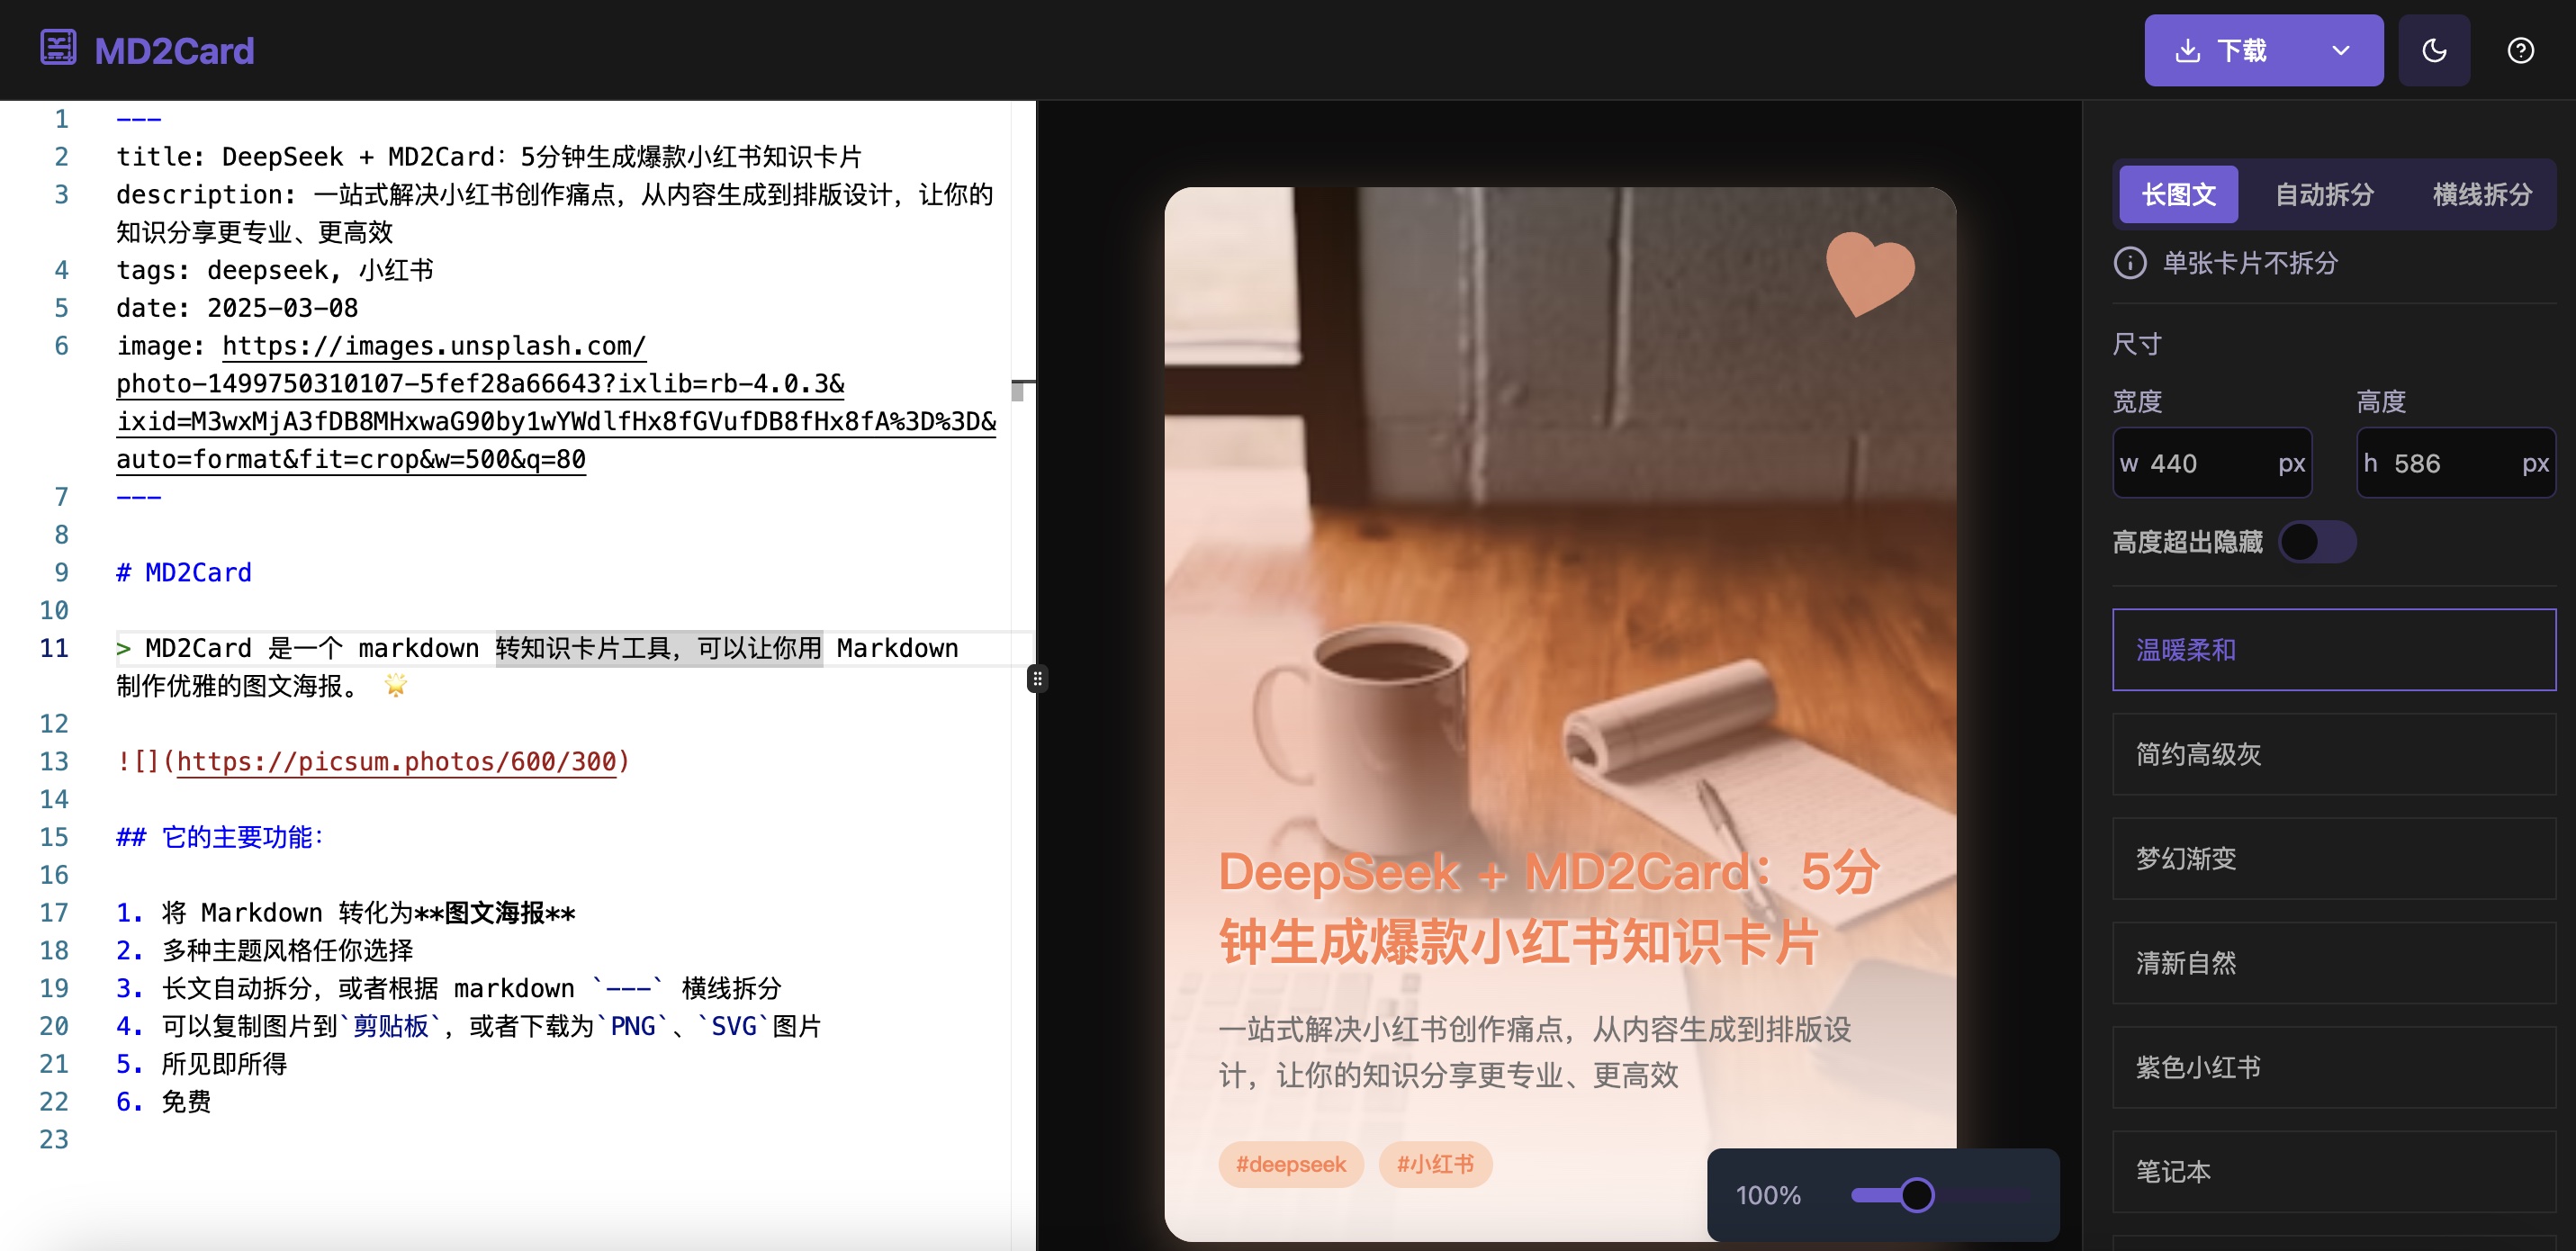 MD2Card
下载
1 ---
2 title: DeepSeek + MD2Card：5分钟生成爆款小红书知识卡片
3 description: 一站式解决小红书创作痛点，从内容生成到排版设计，让你的
知识分享更专业、更高效
4 tags: deepseek, 小红书
5 date: 2025-03-08
6 image: https://images.unsplash.com/
photo-1499750310107-5fef28a66643?ixlib=rb-4.0.3&
ixid=M3wxMjA3fDB8MHxwaG90by1wYWdlfHx8fGVufDB8fHx8fA%3D%3D&
auto=format&fit=crop&w=500&q=80
7 ---
8
9 # MD2Card
10
11 > MD2Card 是一个 markdown 转知识卡片工具，可以让你用 Markdown
制作优雅的图文海报。 🌟
12
13 ![](https://picsum.photos/600/300)
14
15 ## 它的主要功能：
16
17 1. 将 Markdown 转化为**图文海报**
18 2. 多种主题风格任你选择
19 3. 长文自动拆分，或者根据 markdown `---` 横线拆分
20 4. 可以复制图片到`剪贴板`，或者下载为`PNG`、`SVG`图片
21 5. 所见即所得
22 6. 免费
23
DeepSeek + MD2Card：5分
钟生成爆款小红书知识卡片
一站式解决小红书创作痛点，从内容生成到排版设
计，让你的知识分享更专业、更高效
#deepseek #小红书
100%
长图文 自动拆分 横线拆分
单张卡片不拆分
尺寸
宽度 高度
w 440 px h 586 px
高度超出隐藏
温暖柔和
简约高级灰
梦幻渐变
清新自然
紫色小红书
笔记本